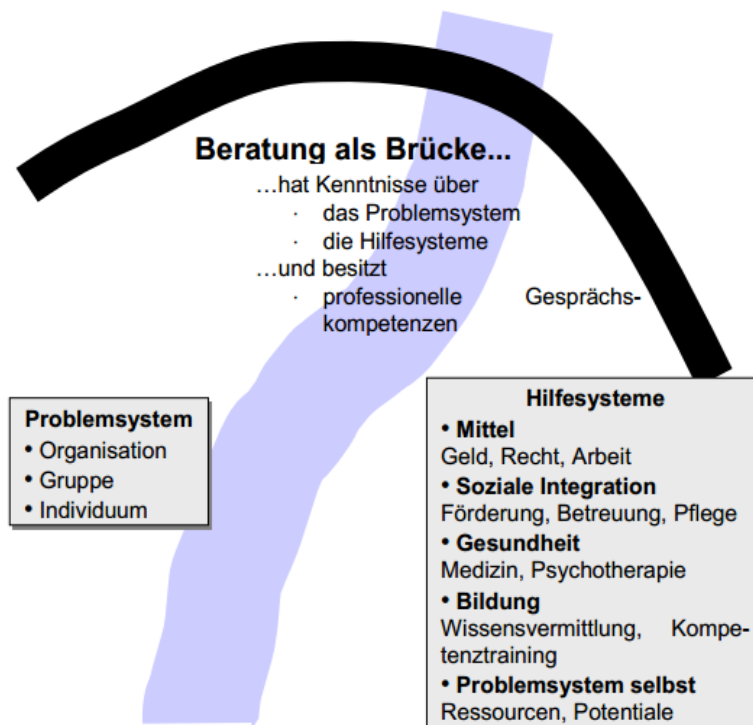 Beratung als Brücke...
…hat Kenntnisse über
· das Problemsystem
· die Hilfesysteme
…und besitzt
· professionelle Gesprächs-
kompetenzen
Problemsystem
• Organisation
• Gruppe
• Individuum
Hilfesysteme
• Mittel
Geld, Recht, Arbeit
• Soziale Integration
Förderung, Betreuung, Pflege
• Gesundheit
Medizin, Psychotherapie
• Bildung
Wissensvermittlung, Kompe-
tenztraining
• Problemsystem selbst
Ressourcen, Potentiale